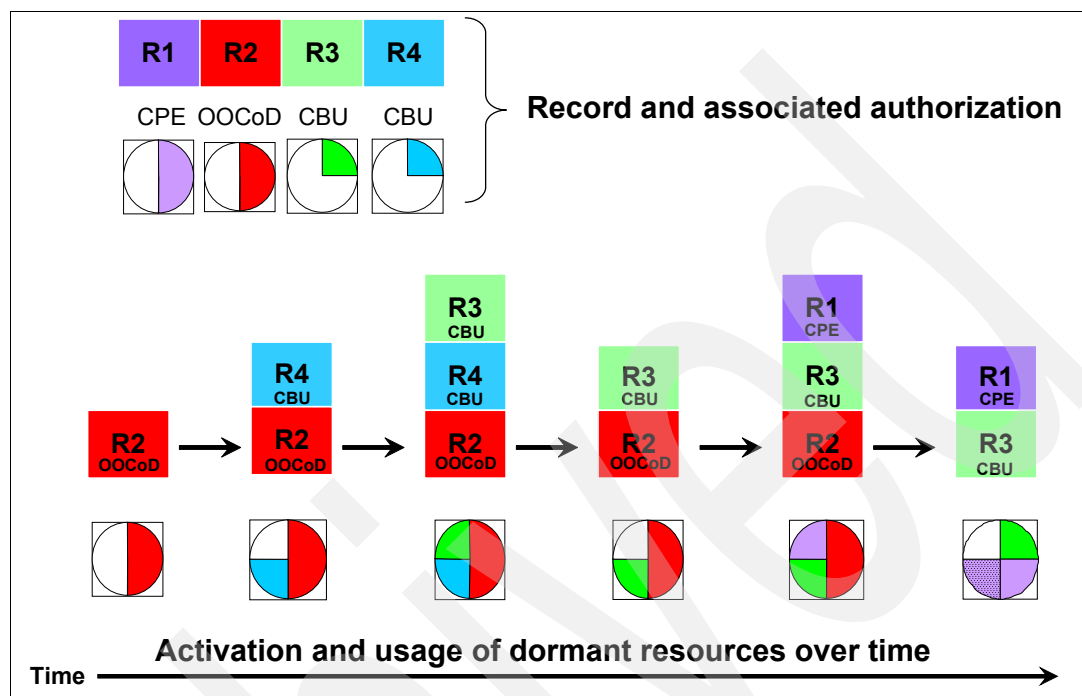 R1 R2 R3 R4
CPE OOCoD CBU CBU
Record and associated authorization
R2
OOCoD
R4
CBU
R2
OOCoD
R3
CBU
R4
CBU
R2
OOCoD
R3
CBU
R2
OOCoD
R1
CPE
R3
CBU
R2
OOCoD
R1
CPE
R3
CBU
Activation and usage of dormant resources over time
Time